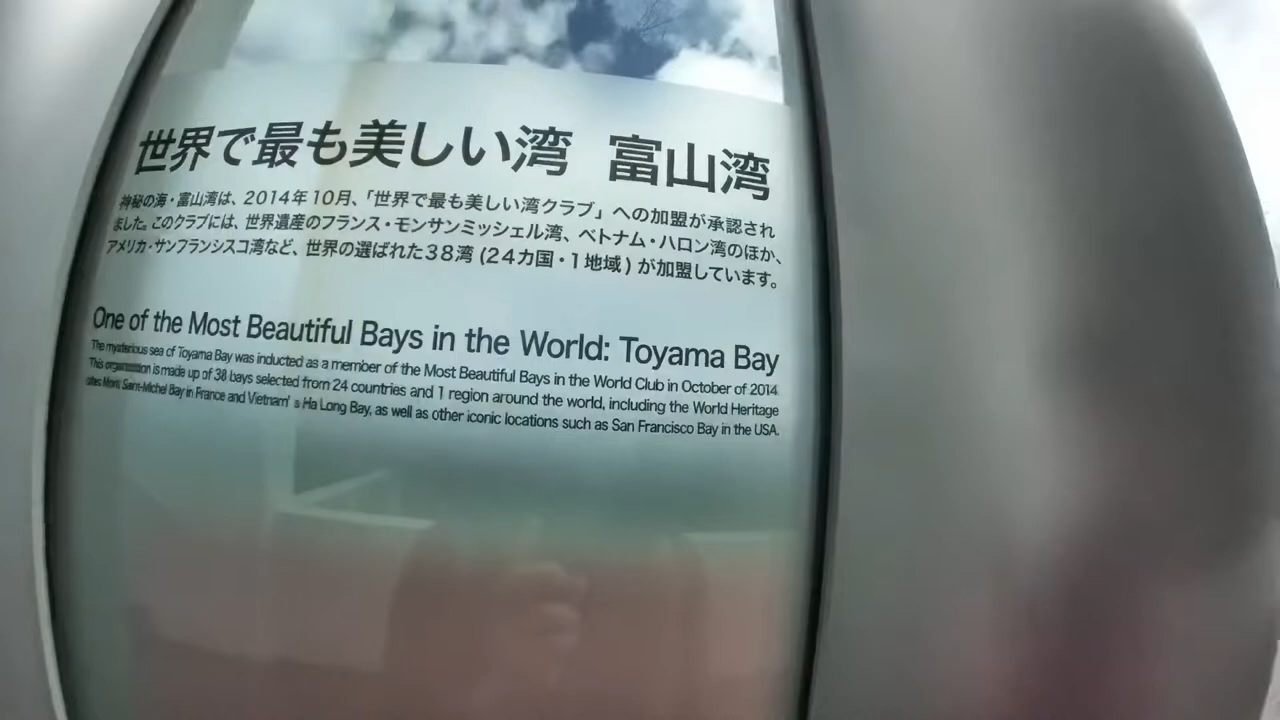 世界で最も美しい湾 富山湾
神秘の海・富山湾は、2014年10月、「世界で最も美しい湾クラブ」への加盟が承認され
ました。このクラブには、世界遺産のフランス・モンサンミッシェル湾、ベトナム・ハロン湾のほか、
アメリカ・サンフランシスコ湾など、世界の選ばれた38湾(24カ国・1地域)が加盟しています。
One of the Most Beautiful Bays in the World: Toyama Bay
The mysterious sea of Toyama Bay was inducted as a member of the Most Beautiful Bays in the World Club in October of 2014.
This organization is made up of 38 bays selected from 24 countries and 1 region around the world, including the World Heritage
sites Mont Saint-Michel Bay in France and Vietnam's Ha Long Bay, as well as other iconic locations such as San Francisco Bay in the USA.